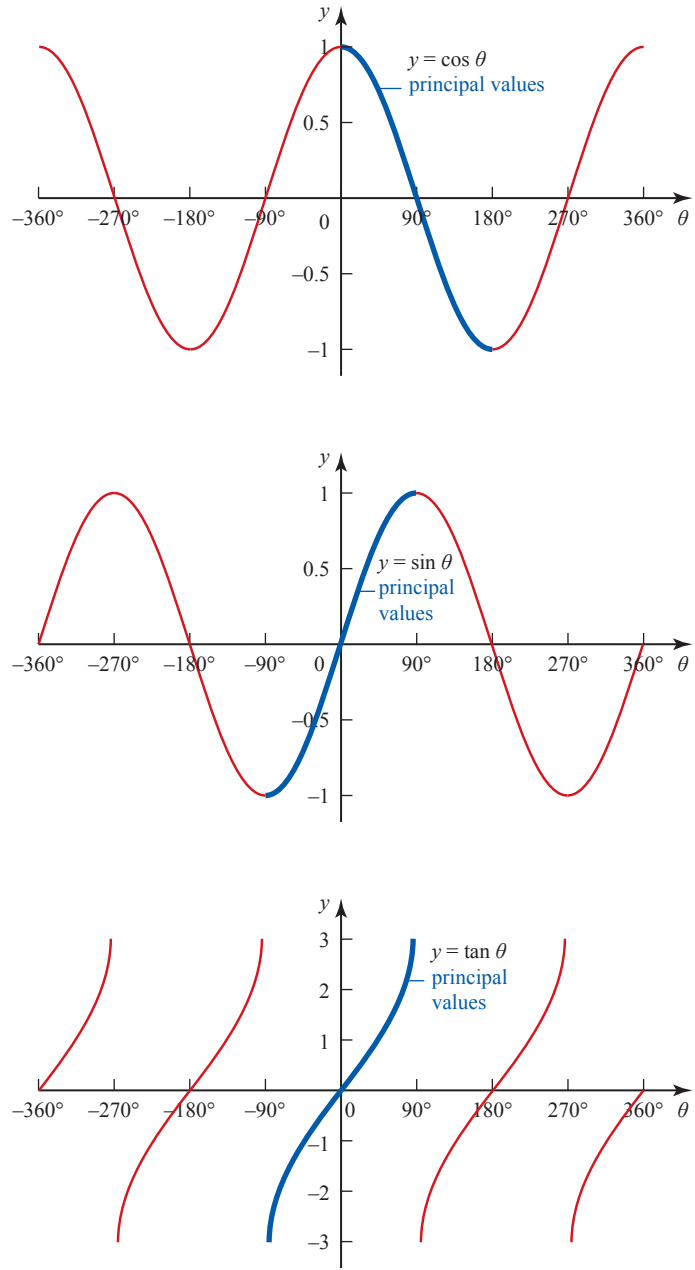 y
1
y = cos θ
principal values
0.5
–360° –270° –180° –90° 0 90° 180° 270° 360° θ
–0.5
–1
y
1
0.5
y = sin θ
principal
values
–360° –270° –180° –90° 0 90° 180° 270° 360° θ
–0.5
–1
y
3
y = tan θ
principal
values
2
1
–360° –270° –180° –90° 0 90° 180° 270° 360° θ
–1
–2
–3